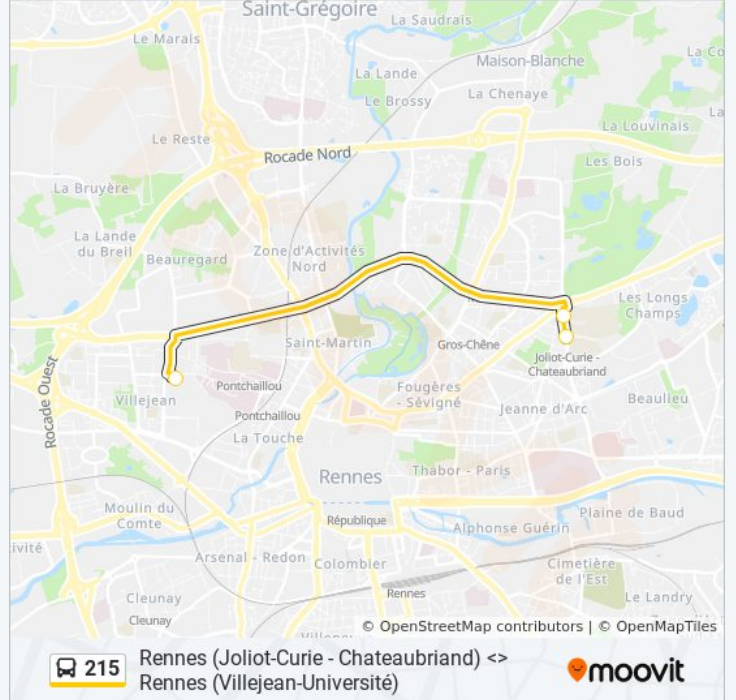 Saint-Grégoire
La Saudrais
Le Marais
La Co
Maison-Blanche
La Lande
La Chenaye
Le Brossy
La
La Louvinais
Le Reste
Rocade Nord
Les Bois
La Bruyère
La Lande
du Breil
Zone d'Activités
Nord
Beauregard
Les Longs
Champs
Saint-Martin
Gros-Chêne
Joliot-Curie -
Chateaubriand
Rocade Ouest
Pontchaillou
Fougères
- Sévigné
Villejean
Beaulieu
Jeanne d'Arc
Pontchaillou
La Touche
Thabor - Paris
Rennes
Moulin du
Comte
République
Plaine de Baud
Alphonse Guérin
ivité
Arsenal - Redon
Colombier
Cimetière
de l'Est
Rennes
Cleunay
Le Landry
Cleunay
© OpenStreetMap contributors | © OpenMapTiles
215
Rennes (Joliot-Curie - Chateaubriand) <>
Rennes (Villejean-Université)
moovit